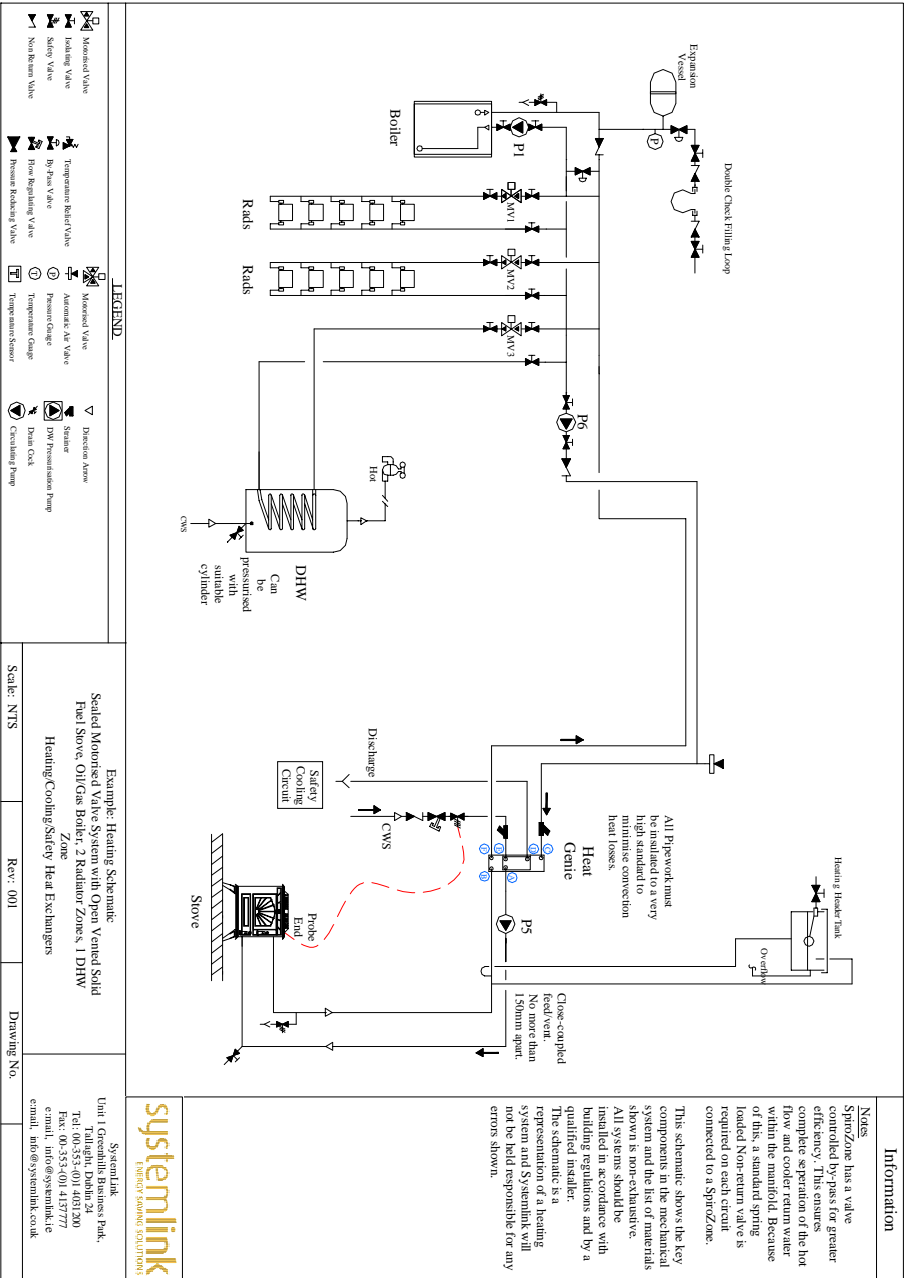 Expansion
Vessel
Double Check Filling Loop
P
Boiler
P1
MV1
MV2
MV3
Rads
Rads
P6
Hot
CWS
DHW
Can
be
pressurised
with
suitable
cylinder
Discharge
Safety
Cooling
Circuit
CWS
Heat
Genie
F
E
D
C
B
A
All Pipework must
be insulated to a very
high standard to
minimise convection
heat losses.
P5
Probe
End
Stove
Heating Header Tank
Overflow
Close-coupled
feed/vent.
No more than
150mm apart.
Information
Notes
SpiroZone has a valve
controlled by-pass for greater
efficiency. This ensures
complete seperation of the hot
flow and cooler return water
within the manifold. Because
of this, a standard spring
loaded Non-return valve is
required on each circuit
connected to a SpiroZone.
This schematic shows the key
components in the mechanical
system and the list of materials
shown is non-exhaustive.
All systems should be
installed in accordance with
building regulations and by a
qualified installer.
The schematic is a
representation of a heating
system and Systemlink will
not be held responsible for any
errors shown.
LEGEND
Motorised Valve
Isolating Valve
Safety Valve
Non Return Valve
Temperature Relief Valve
By-Pass Valve
Flow Regulating Valve
Pressure Reducing Valve
Motorised Valve
Automatic Air Valve
P Pressure Guage
T Temperature Guage
T Temperature Sensor
Direction Arrow
Strainer
DW Pressurisation Pump
Drain Cock
Circulating Pump
Example: Heating Schematic
Sealed Motorised Valve System with Open Vented Solid
Fuel Stove, Oil/Gas Boiler, 2 Radiator Zones, 1 DHW
Zone
Heating/Cooling/Safety Heat Exchangers
Scale: NTS
Rev: 001
Drawing No.
systemlink
ENERGY SAVING SOLUTIONS
SystemLink
Unit 1 Greenhills Business Park,
Tallaght, Dublin 24
Tel: 00-353-(0)1 4031200
Fax: 00-353-(0)1 4137777
e:mail, info@systemlink.ie
e:mail, info@systemlink.co.uk